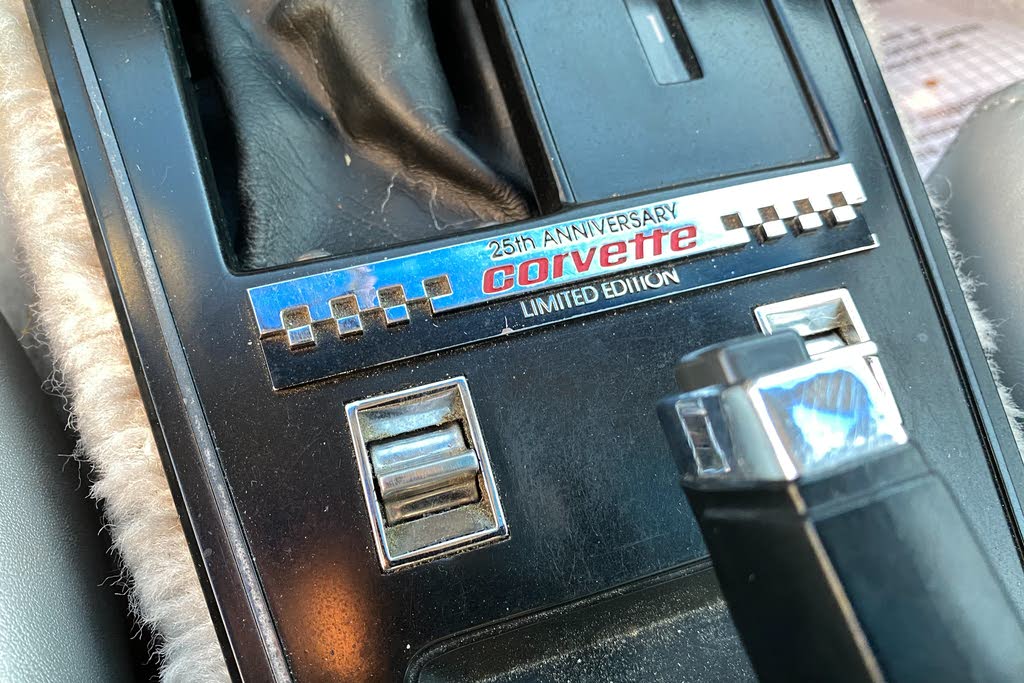 25th ANNIVERSARY
corvette
LIMITED EDITION